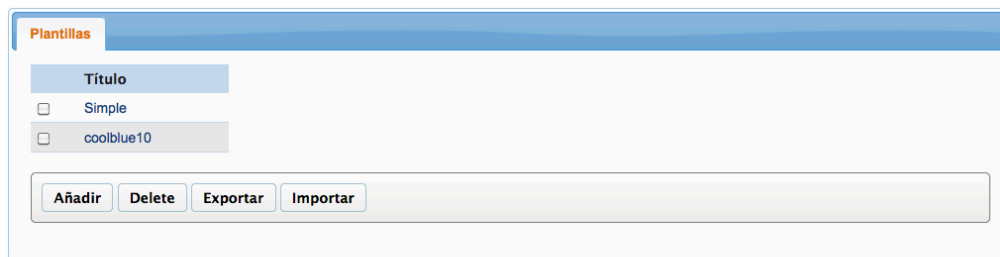 Plantillas
Título
Simple
coolblue10
Añadir Delete Exportar Importar